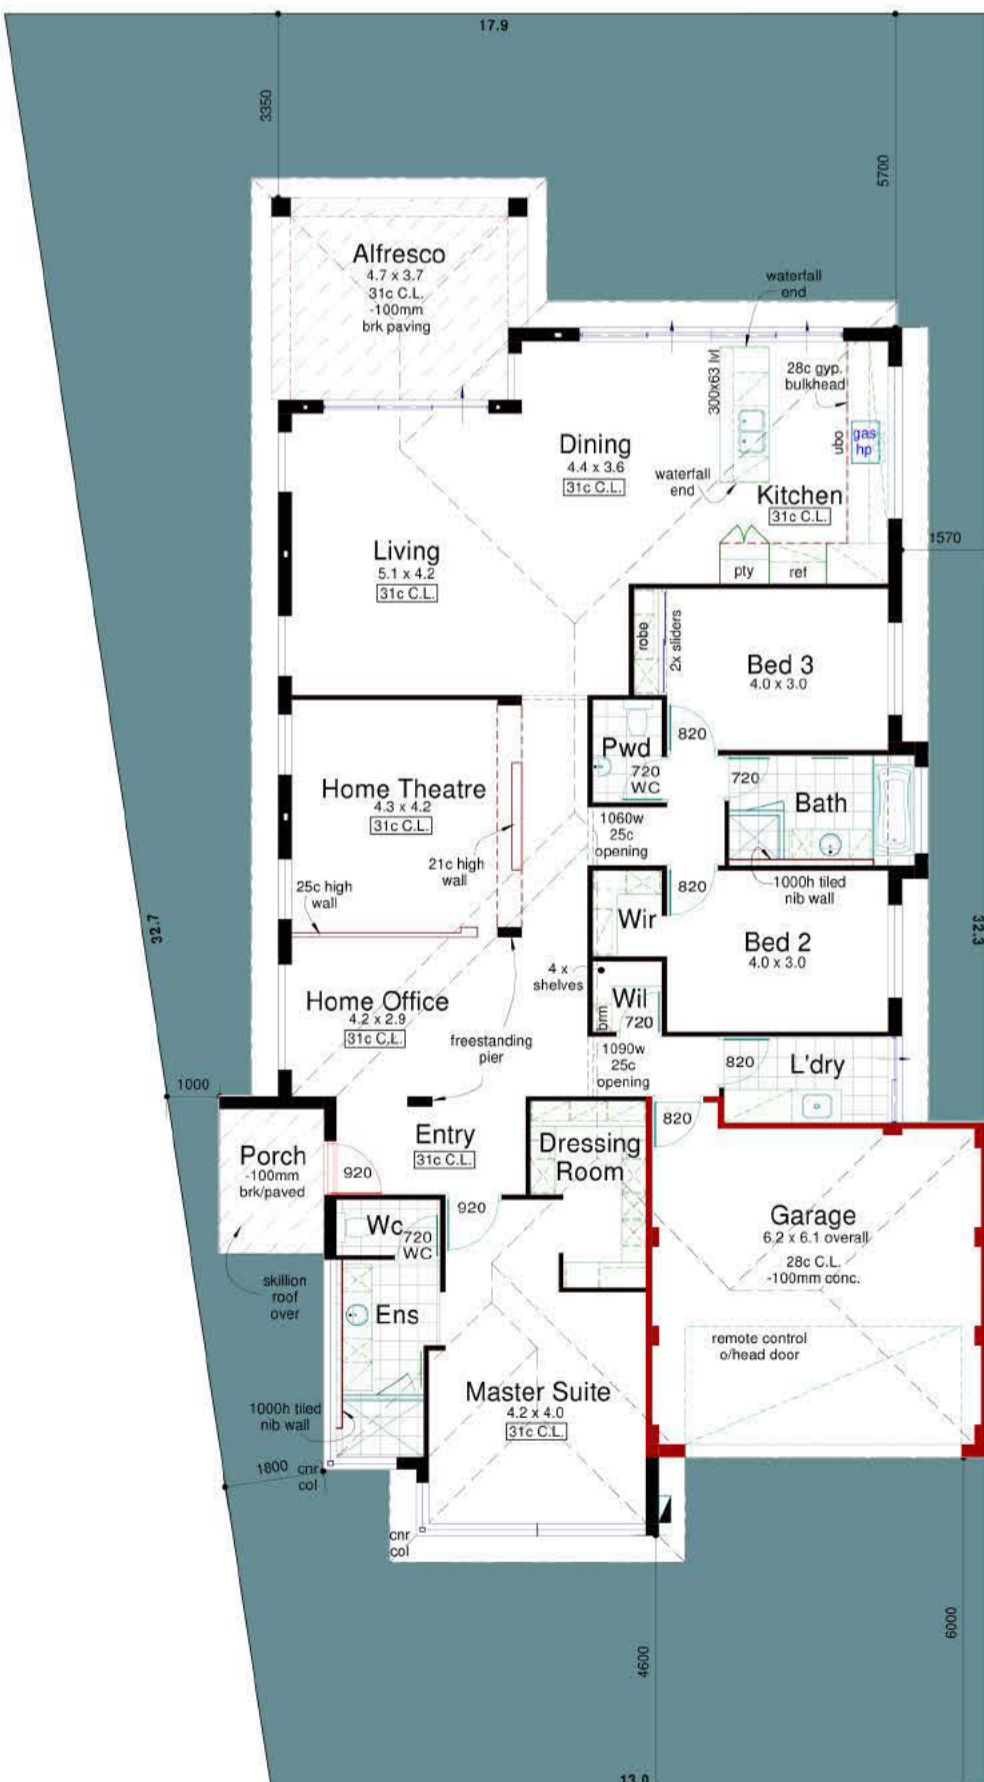 17.9
3350
5700
Alfresco
4.7 x 3.7
31c C.L.
-100mm
brk paving
waterfall
end
300x63 lvl
28c gyp.
bulkhead
ubo
gas
hp
Dining
4.4 x 3.6
31c C.L.
waterfall
end
Kitchen
31c C.L.
1570
Living
5.1 x 4.2
31c C.L.
pty
ref
robe
2x sliders
Bed 3
4.0 x 3.0
820
Pwd
720
WC
720
Bath
Home Theatre
4.3 x 4.2
31c C.L.
1060w
25c
opening
21c high
wall
25c high
wall
820
1000h tiled
nib wall
Wir
Bed 2
4.0 x 3.0
32.7
32.3
4 x
shelves
Wil
brm
720
Home Office
4.2 x 2.9
31c C.L.
freestanding
pier
1090w
25c
opening
820
L'dry
1000
820
Entry
31c C.L.
Dressing
Room
Porch
-100mm
brk/paved
920
920
Wc
720
WC
Garage
6.2 x 6.1 overall
28c C.L.
-100mm conc.
skillion
roof
over
Ens
remote control
o/head door
Master Suite
4.2 x 4.0
31c C.L.
1000h tiled
nib wall
1800
cnr
col
cnr
col
4600
6000
13.9